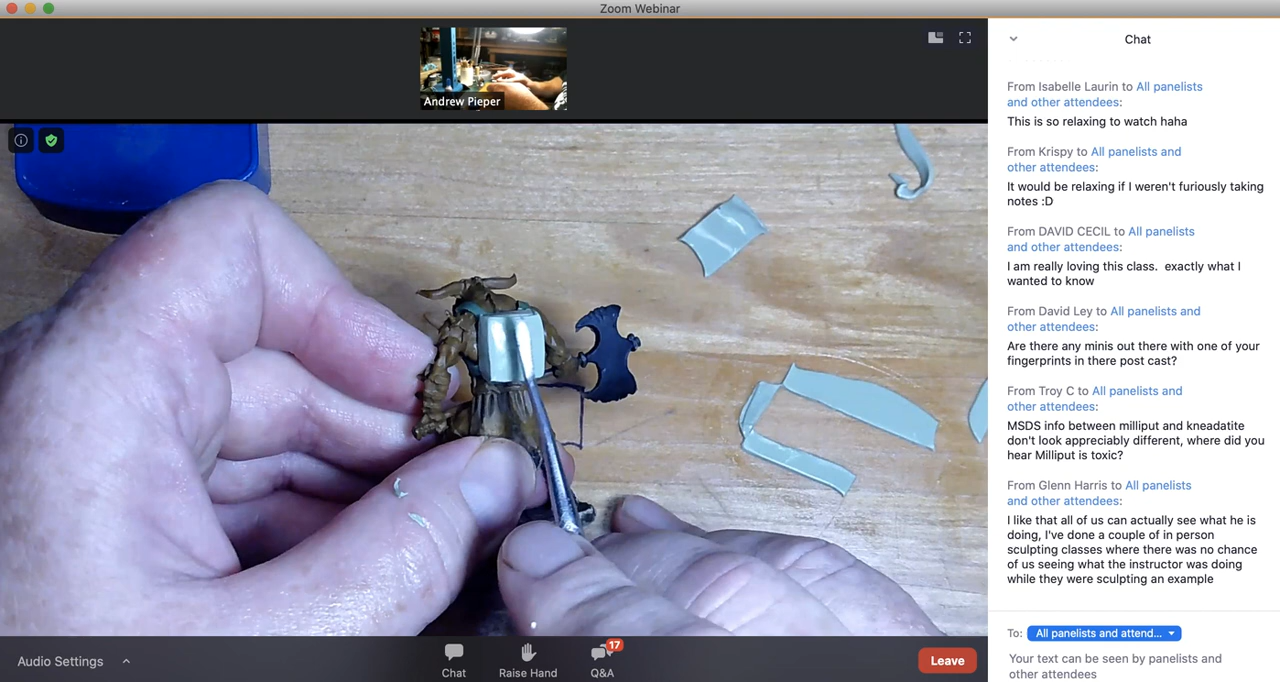 Zoom Webinar
Andrew Pieper
Chat
From Isabelle Laurin to All panelists
and other attendees:
This is so relaxing to watch haha
From Krispy to All panelists and
other attendees:
It would be relaxing if I weren't furiously taking
notes :D
From DAVID CECIL to All panelists
and other attendees:
I am really loving this class.  exactly what I
wanted to know
From David Ley to All panelists and
other attendees:
Are there any minis out there with one of your
fingerprints in there post cast?
From Troy C to All panelists and
other attendees:
MSDS info between milliput and kneadatite
don't look appreciably different, where did you
hear Milliput is toxic?
From Glenn Harris to All panelists
and other attendees:
I like that all of us can actually see what he is
doing, I've done a couple of in person
sculpting classes where there was no chance
of us seeing what the instructor was doing
while they were sculpting an example
To: All panelists and attend...
Your text can be seen by panelists and
other attendees
Audio Settings
Chat
Raise Hand
17
Q&A
Leave